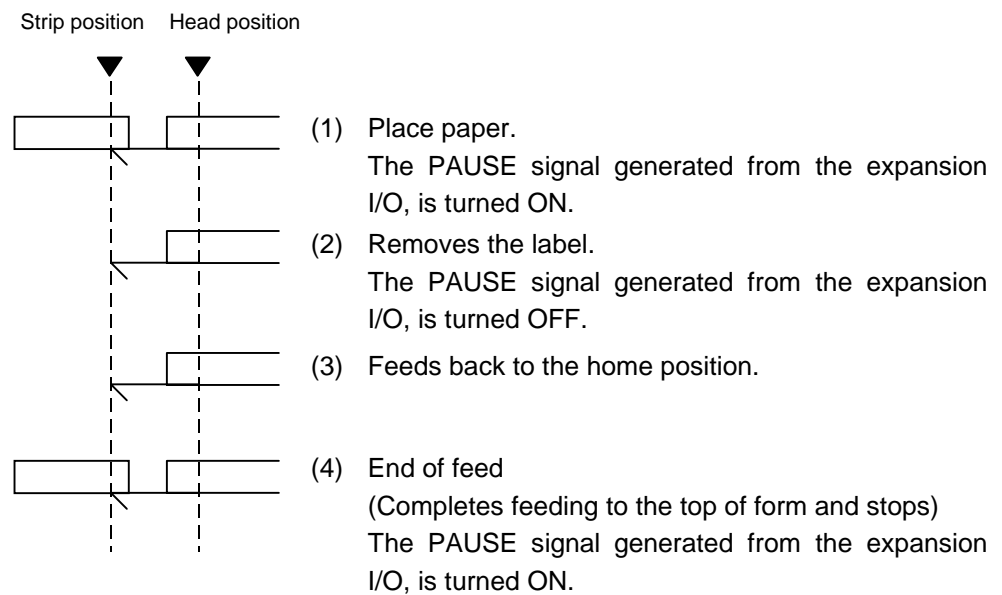 Strip position Head position
(1) Place paper.
The PAUSE signal generated from the expansion
I/O, is turned ON.
(2) Removes the label.
The PAUSE signal generated from the expansion
I/O, is turned OFF.
(3) Feeds back to the home position.
(4) End of feed
(Completes feeding to the top of form and stops)
The PAUSE signal generated from the expansion
I/O, is turned ON.